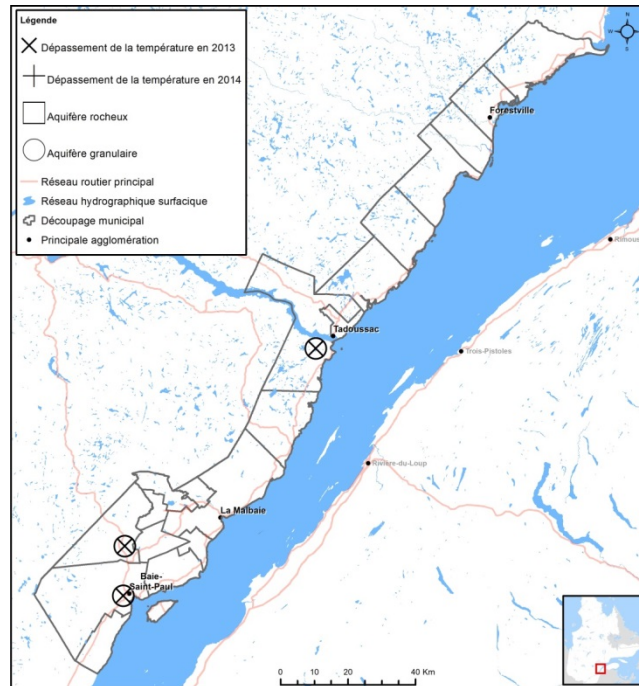 Légende
Dépassement de la température en 2013
Dépassement de la température en 2014
Aquifère rocheux
Aquifère granulaire
Réseau routier principal
Réseau hydrographique surfacique
Découpage municipal
Principale agglomération
N
W
E
S
Forestville
Rimous
Tadoussac
Trois-Pistoles
Rivière-du-Loup
La Malbaie
Baie-
Saint-Paul
0 10 20 40 Km